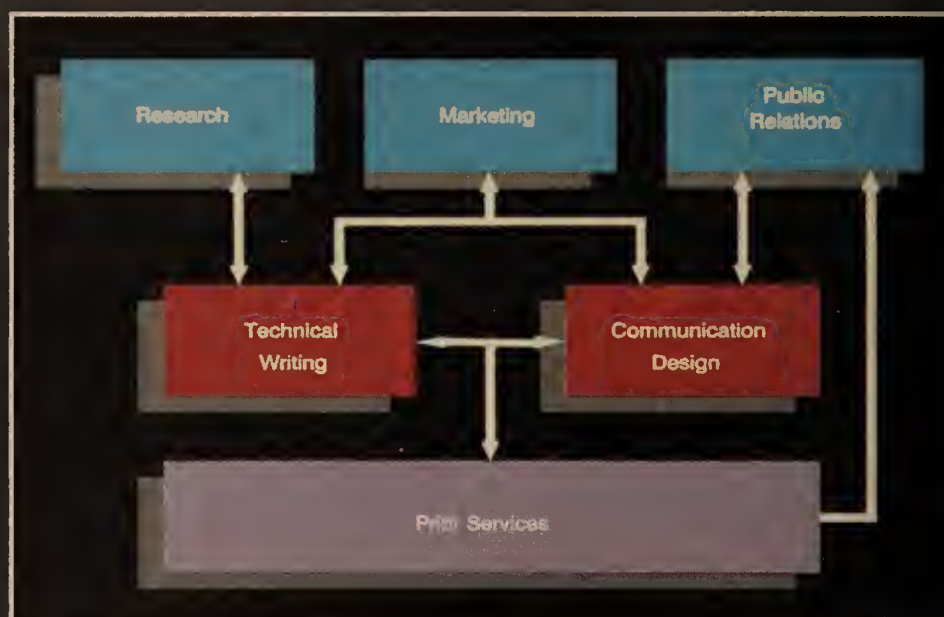 Research
Marketing
Public
Relations
Technical
Writing
Communication
Design
Print Services